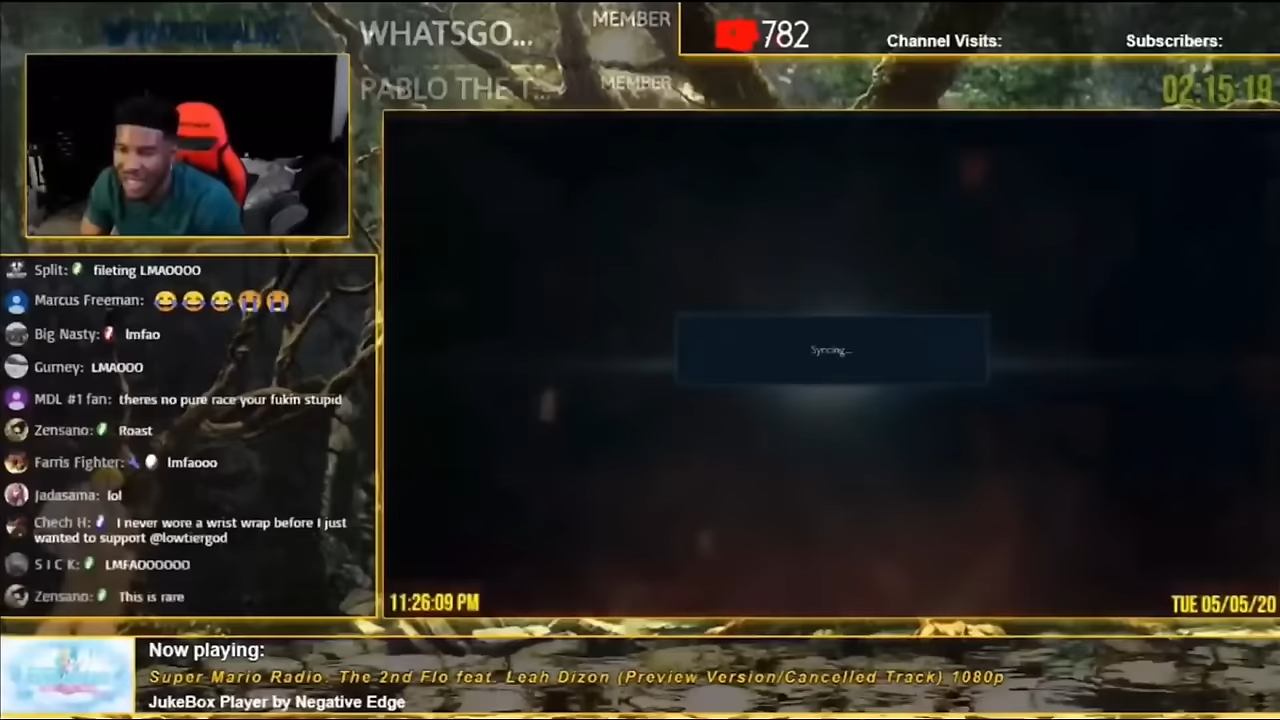 WHATSGO...
MEMBER
782
Channel Visits:
Subscribers:
PABLO THE T...
MEMBER
02:15:19
Split: fileting LMAOOOO
Marcus Freeman: 😂😂😂😭😭
Big Nasty: lmfao
Gurney: LMAOOO
MDL #1 fan: theres no pure race your fukin stupid
Zensano: Roast
Farris Fighter: lmfaooo
Jadasama: lol
Chech H: I never wore a wrist wrap before I just
wanted to support @lowtiergod
S I C K: LMFAOOOOOO
Zensano: This is rare
Syncing...
11:26:09 PM
TUE 05/05/20
Now playing:
Super Mario Radio. The 2nd Flo feat. Leah Dizon (Preview Version/Cancelled Track) 1080p
JukeBox Player by Negative Edge